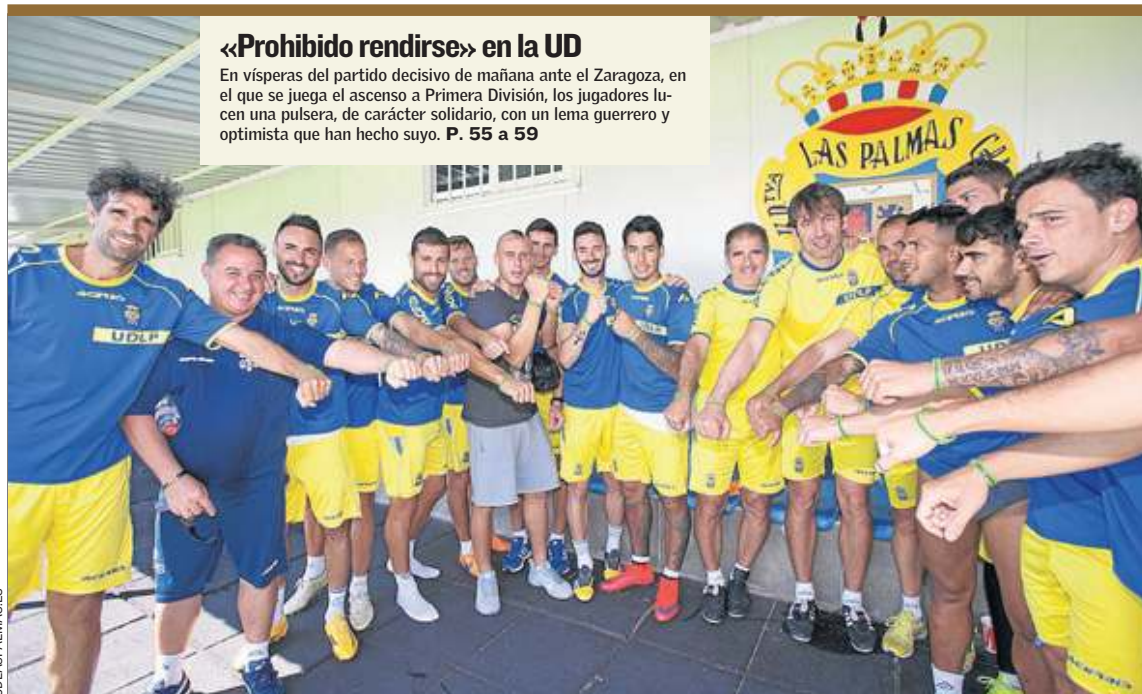 «Prohibido rendirse» en la UD
En vísperas del partido decisivo de mañana ante el Zaragoza, en
el que se juega el ascenso a Primera División, los jugadores lu-
cen una pulsera, de carácter solidario, con un lema guerrero y
optimista que han hecho suyo. P. 55 a 59
LAS PALMAS
UDLP
UDLP
UDLP